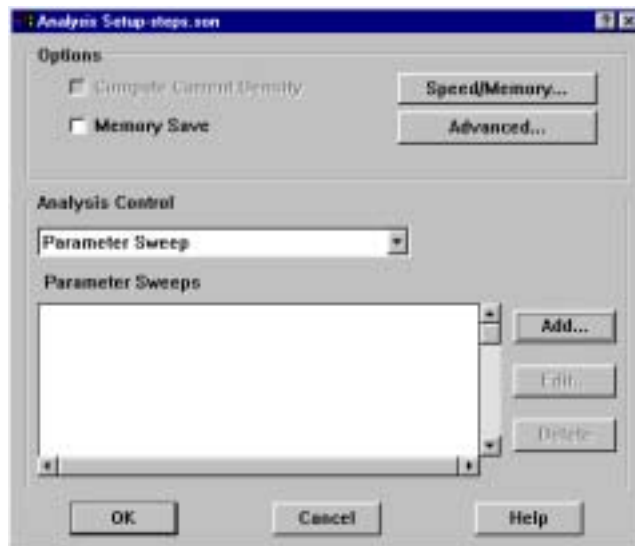 Analysis Setup-steps.son
Options
Compute Current Density
Speed/Memory...
Memory Save
Advanced...
Analysis Control
Parameter Sweep
Parameter Sweeps
Add...
Edit...
Delete
OK
Cancel
Help